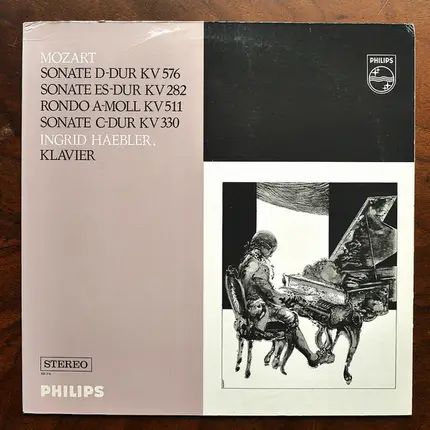 MOZART
SONATE D-DUR KV 576
SONATE ES-DUR KV 282
RONDO A-MOLL KV 511
SONATE C-DUR KV 330
INGRID HAEBLER,
KLAVIER
PHILIPS
STEREO
PHILIPS